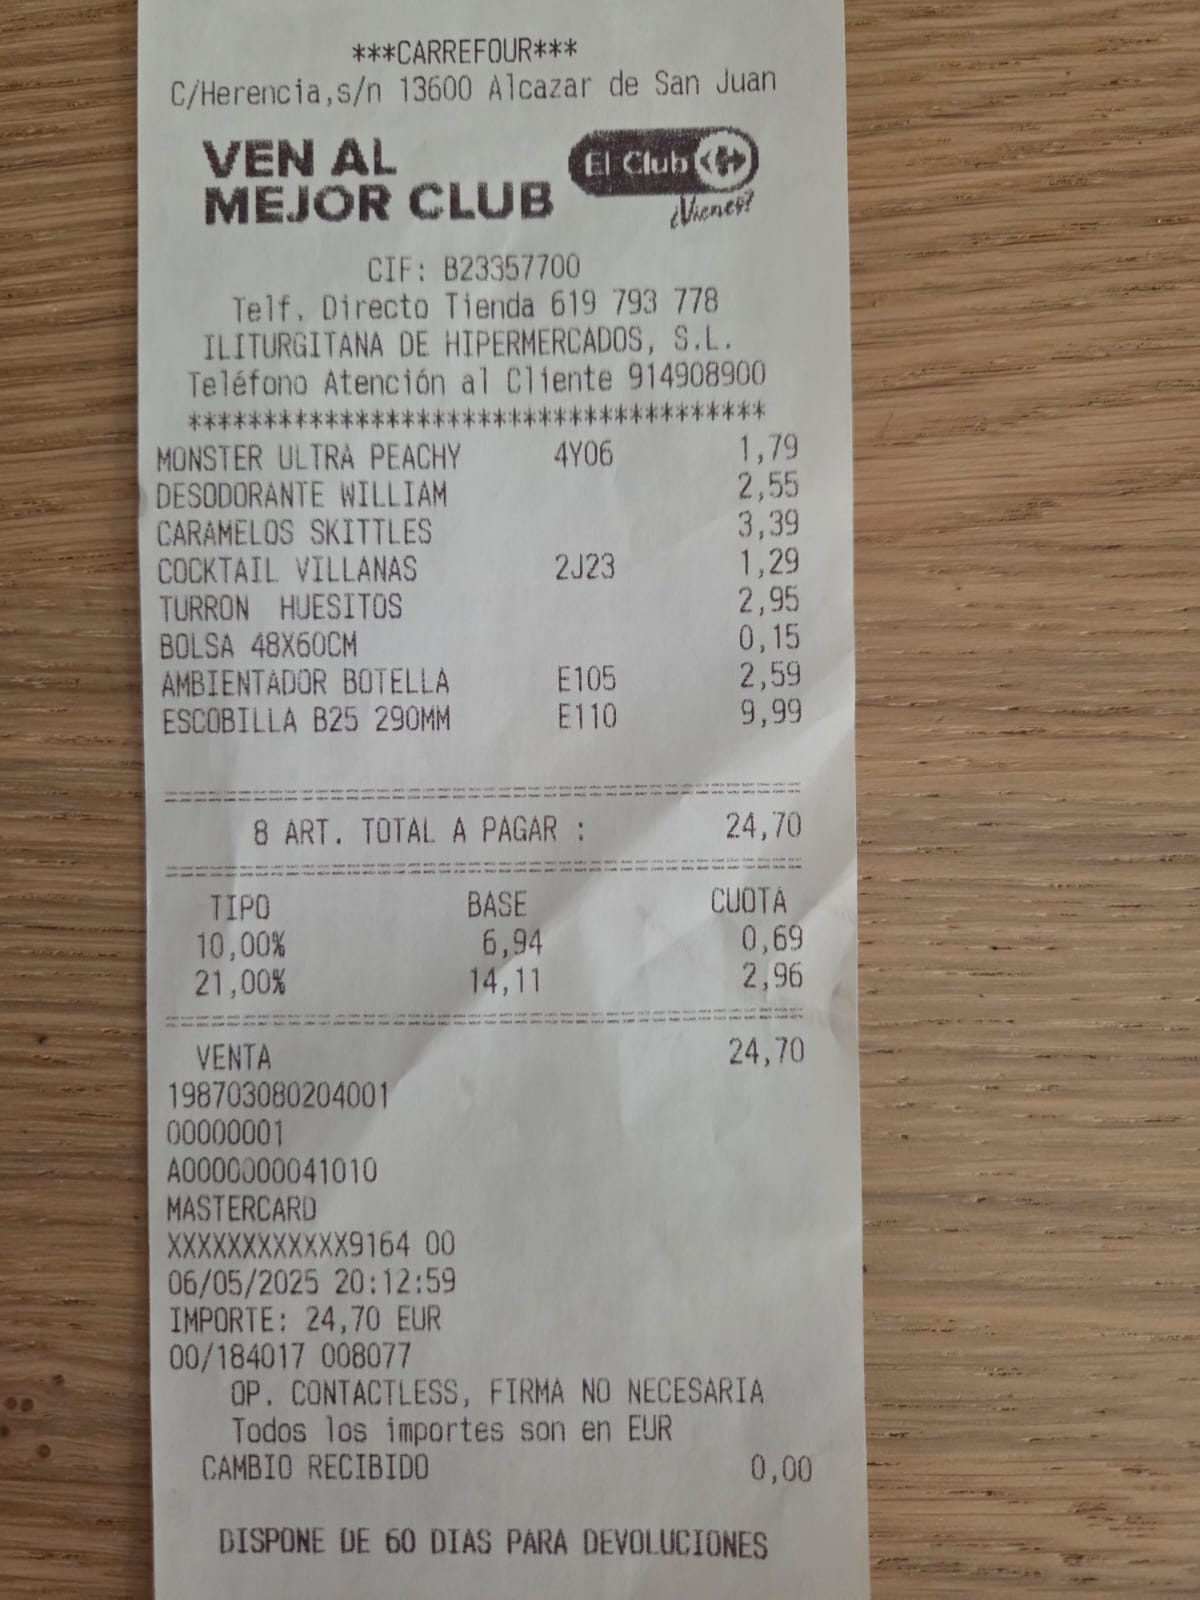 ***CARREFOUR***
C/Herencia,s/n 13600 Alcazar de San Juan
VEN AL
MEJOR CLUB
El Club
¿Vienes?
CIF: B23357700
Telf. Directo Tienda 619 793 778
ILITURGITANA DE HIPERMERCADOS, S.L.
Teléfono Atención al Cliente 914908900
**************************************
MONSTER ULTRA PEACHY 4Y06 1,79
DESODORANTE WILLIAM 2,55
CARAMELOS SKITTLES 3,39
COCKTAIL VILLANAS 2J23 1,29
TURRON HUESITOS 2,95
BOLSA 48X60CM 0,15
AMBIENTADOR BOTELLA E105 2,59
ESCOBILLA B25 290MM E110 9,99
8 ART. TOTAL A PAGAR : 24,70
TIPO BASE CUOTA
10,00% 6,94 0,69
21,00% 14,11 2,96
VENTA 24,70
198703080204001
00000001
A0000000041010
MASTERCARD
XXXXXXXXXXXX9164 00
06/05/2025 20:12:59
IMPORTE: 24,70 EUR
00/184017 008077
OP. CONTACTLESS, FIRMA NO NECESARIA
Todos los importes son en EUR
CAMBIO RECIBIDO 0,00
DISPONE DE 60 DIAS PARA DEVOLUCIONES